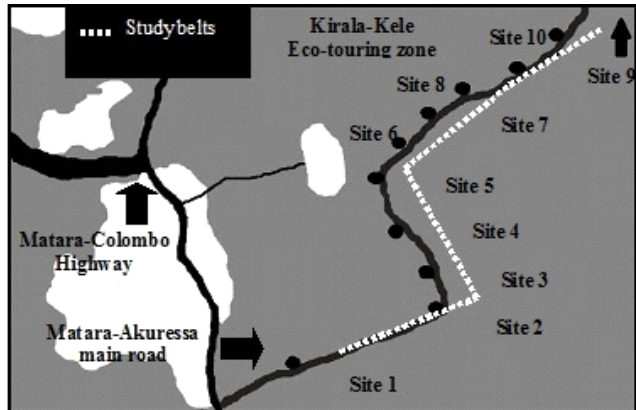 Studybelts
Kirala-Kele
Eco-touring zone
Site 10
Site 9
Site 8
Site 7
Site 6
Site 5
Site 4
Site 3
Site 2
Site 1
Matara-Colombo
Highway
Matara-Akuressa
main road